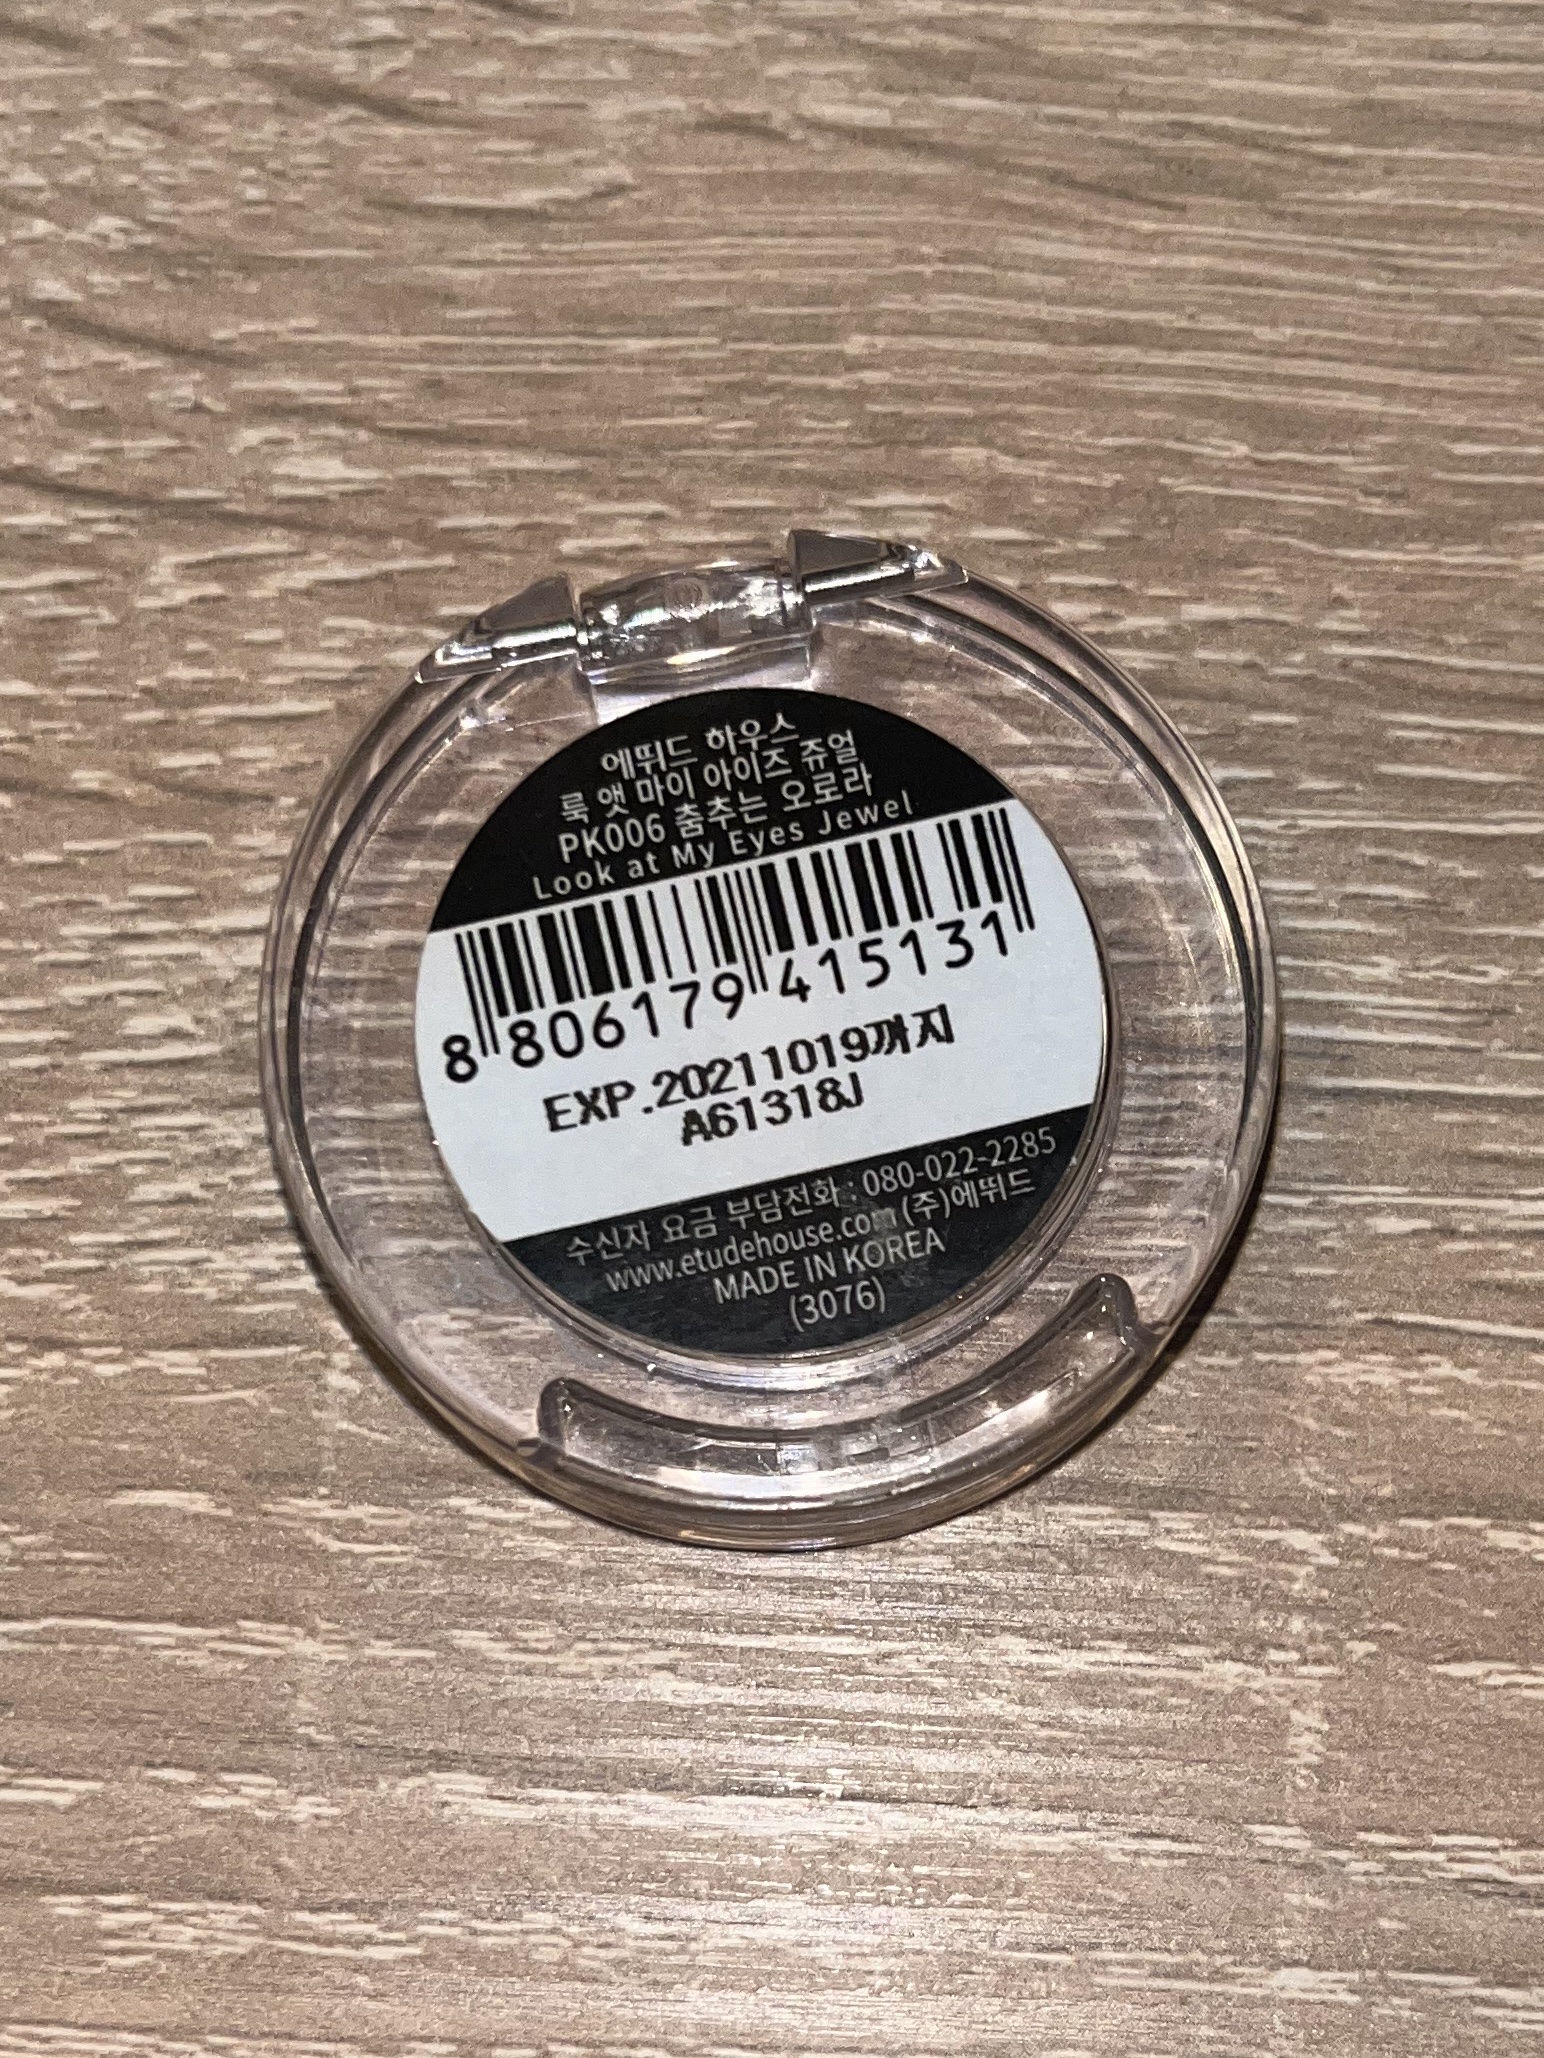 에뛰드 하우스
룩 앳 마이 아이즈 쥬얼
PK006 춤추는 오로라
Look at My Eyes Jewel
8 806179 415131
EXP.20211019까지
A61318J
수신자 요금 부담전화 : 080-022-2285
www.etudehouse.com (주)에뛰드
MADE IN KOREA
(3076)